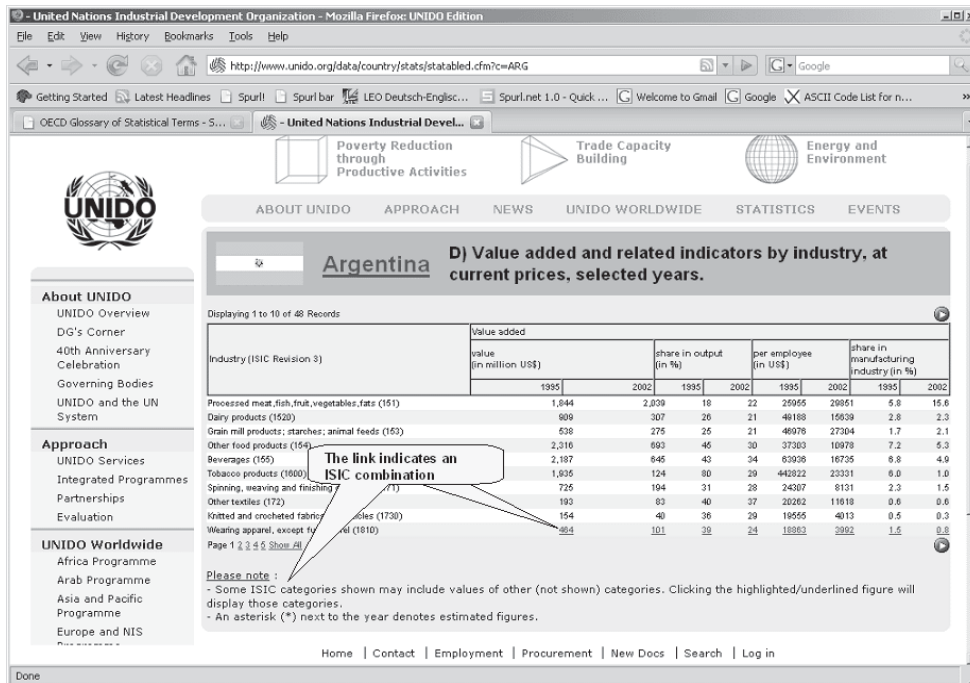 - United Nations Industrial Development Organization - Mozilla Firefox: UNIDO Edition
File Edit View History Bookmarks Tools Help
http://www.unido.org/data/country/stats/statabled.cfm?c=ARG
G Google
Getting Started Latest Headlines Spurl! Spurl bar LEO Deutsch-Englisc... Spurl.net 1.0 - Quick ... Welcome to Gmail Google ASCII Code List for n... »
OECD Glossary of Statistical Terms - S... - United Nations Industrial Devel...
Poverty Reduction through Productive Activities
Trade Capacity Building
Energy and Environment
UNIDO
ABOUT UNIDO APPROACH NEWS UNIDO WORLDWIDE STATISTICS EVENTS
Argentina
D) Value added and related indicators by industry, at
current prices, selected years.
About UNIDO
UNIDO Overview
DG's Corner
40th Anniversary
Celebration
Governing Bodies
UNIDO and the UN
System
Approach
UNIDO Services
Integrated Programmes
Partnerships
Evaluation
UNIDO Worldwide
Africa Programme
Arab Programme
Asia and Pacific
Programme
Europe and NIS
Displaying 1 to 10 of 48 Records
Industry (ISIC Revision 3)
Value added
value (in million US$) share in output (in %) per employee (in US$) share in manufacturing industry (in %)
1995 2002 1995 2002 1995 2002 1995 2002
Processed meat,fish,fruit,vegetables,fats (151) 1,844 2,039 18 22 25955 29851 5.8 15.6
Dairy products (1520) 909 307 26 21 49188 15639 2.8 2.3
Grain mill products; starches; animal feeds (153) 538 275 25 21 46976 27304 1.7 2.1
Other food products (154) 2,316 693 45 30 37303 10978 7.2 5.3
Beverages (155) 2,187 645 43 34 63936 16735 6.8 4.9
Tobacco products (1600) 1,935 124 80 29 442822 23331 6.0 1.0
Spinning, weaving and finishing 71) 725 194 31 28 24307 8131 2.3 1.5
Other textiles (172) 193 83 40 37 20262 11618 0.6 0.6
Knitted and crocheted fabrics (1730) 154 40 36 29 19555 4013 0.5 0.3
Wearing apparel, except fu (1810) 464 101 39 24 18863 3992 1.5 0.8
The link indicates an
ISIC combination
Page 1 2 3 4 5 Show All
Please note :
- Some ISIC categories shown may include values of other (not shown) categories. Clicking the highlighted/underlined figure will
display those categories.
- An asterisk (*) next to the year denotes estimated figures.
Home | Contact | Employment | Procurement | New Docs | Search | Log in
Done